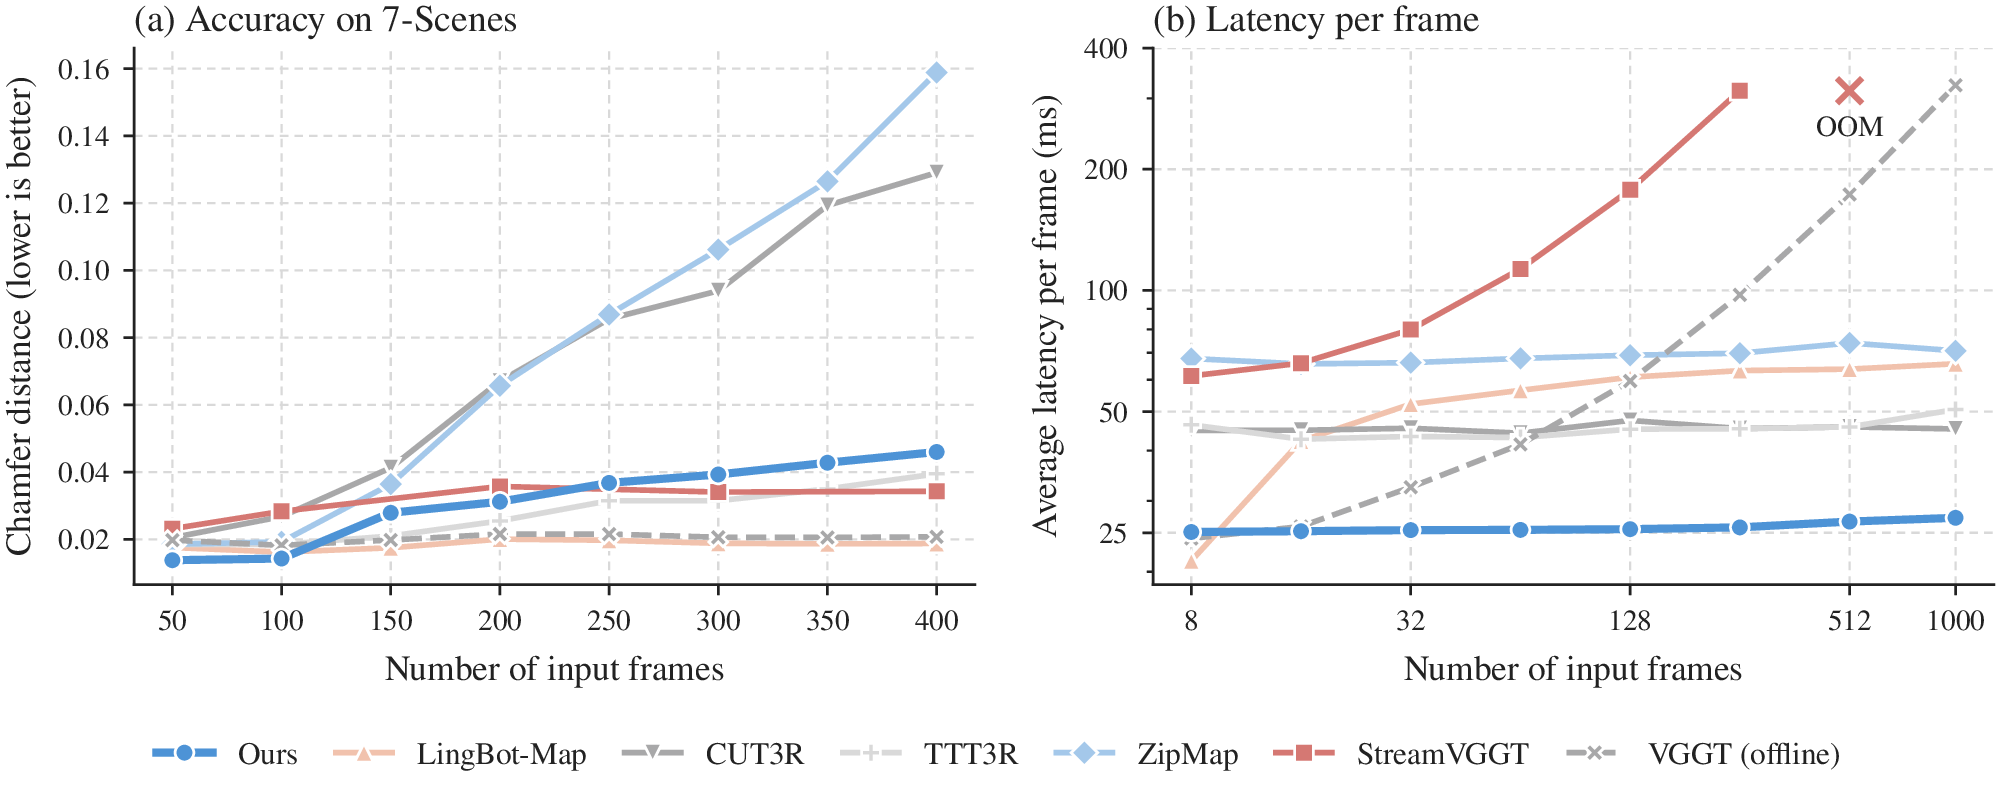 (a) Accuracy on 7-Scenes
Chamfer distance (lower is better)
0.16
0.14
0.12
0.10
0.08
0.06
0.04
0.02
50 100 150 200 250 300 350 400
Number of input frames
(b) Latency per frame
Average latency per frame (ms)
400
200
100
50
25
OOM
8 32 128 512 1000
Number of input frames
Ours LingBot-Map CUT3R TTT3R ZipMap StreamVGGT VGGT (offline)